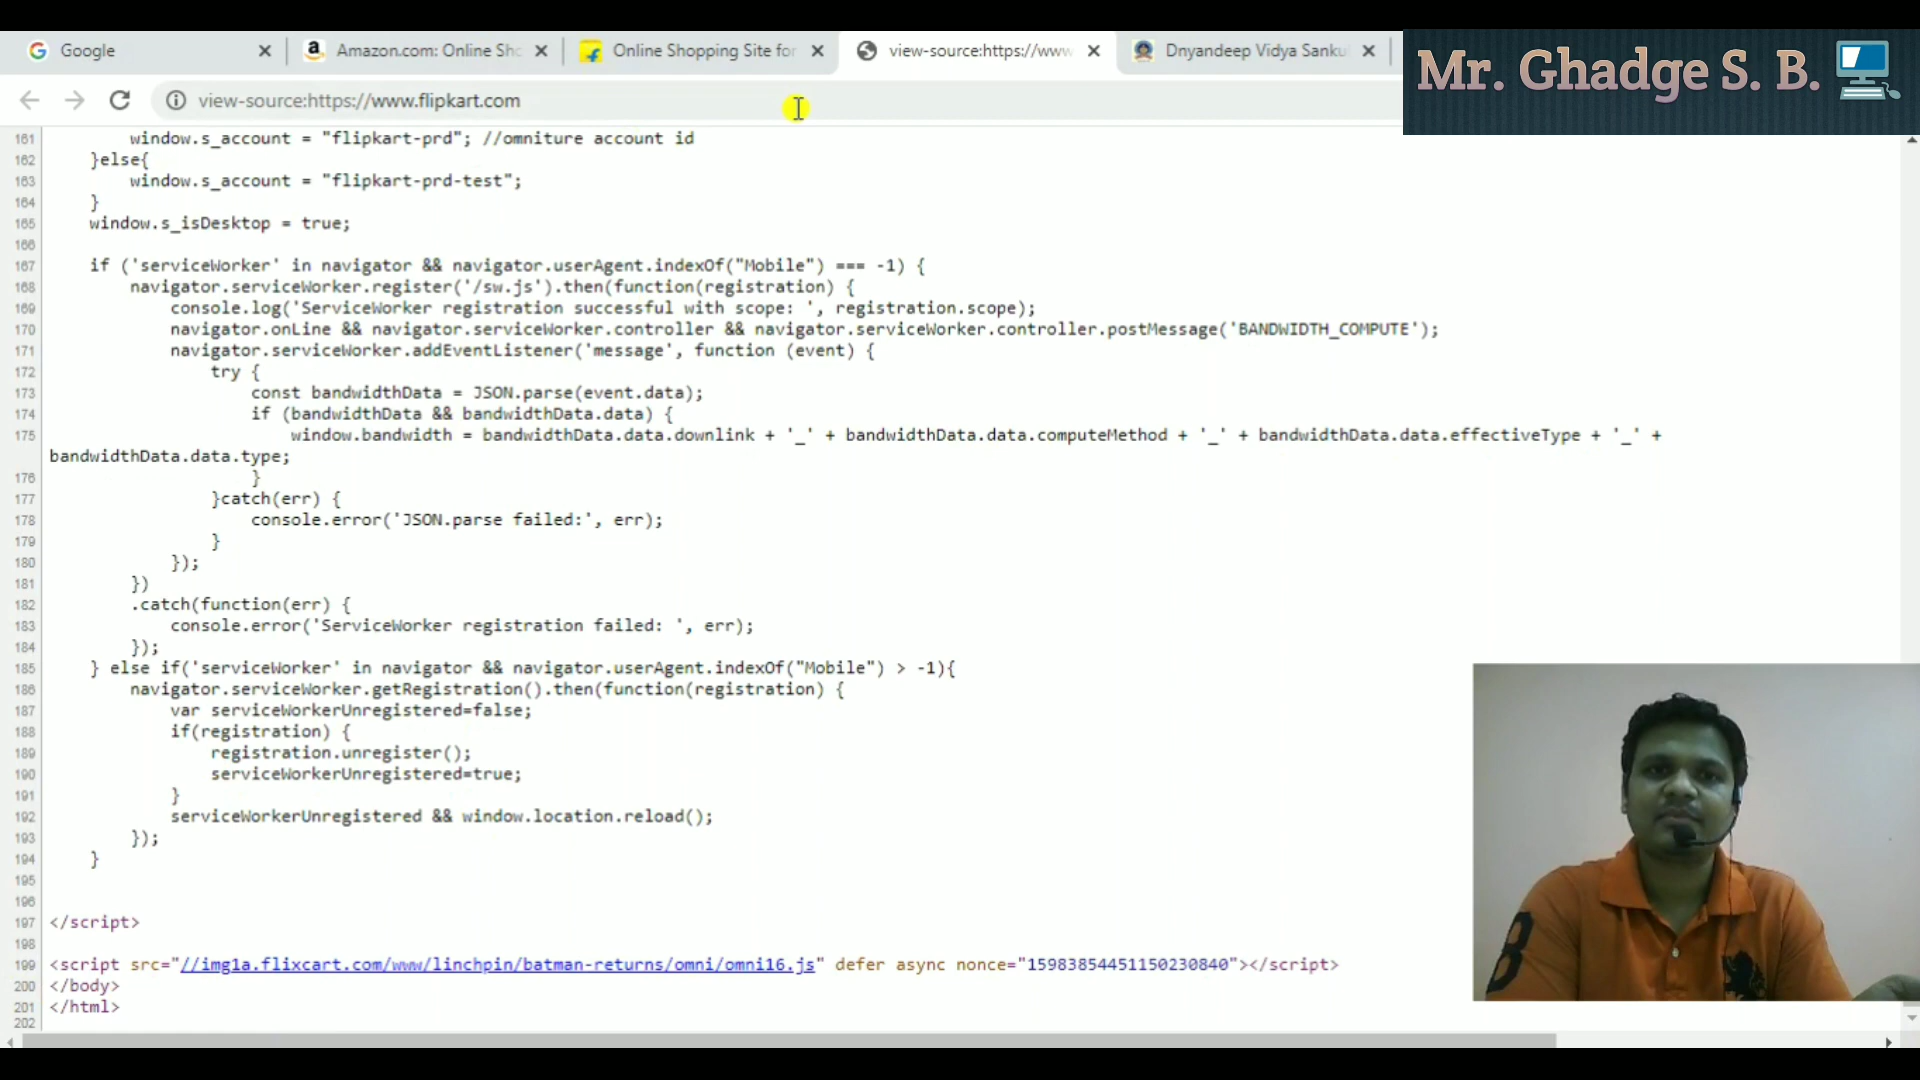 Google
Amazon.com: Online Sho
Online Shopping Site for
view-source:https://www
Dnyandeep Vidya Sanku
Mr. Ghadge S. B.
view-source:https://www.flipkart.com
161 window.s_account = "flipkart-prd"; //omniture account id
162 }else{
163 window.s_account = "flipkart-prd-test";
164 }
165 window.s_isDesktop = true;
166
167 if ('serviceWorker' in navigator && navigator.userAgent.indexOf("Mobile") === -1) {
168 navigator.serviceWorker.register('/sw.js').then(function(registration) {
169 console.log('ServiceWorker registration successful with scope: ', registration.scope);
170 navigator.onLine && navigator.serviceWorker.controller && navigator.serviceWorker.controller.postMessage('BANDWIDTH_COMPUTE');
171 navigator.serviceWorker.addEventListener('message', function (event) {
172 try {
173 const bandwidthData = JSON.parse(event.data);
174 if (bandwidthData && bandwidthData.data) {
175 window.bandwidth = bandwidthData.data.downlink + '_' + bandwidthData.data.computeMethod + '_' + bandwidthData.data.effectiveType + '_' +
bandwidthData.data.type;
176 }
177 }catch(err) {
178 console.error('JSON.parse failed:', err);
179 }
180 });
181 })
182 .catch(function(err) {
183 console.error('ServiceWorker registration failed: ', err);
184 });
185 } else if('serviceWorker' in navigator && navigator.userAgent.indexOf("Mobile") > -1){
186 navigator.serviceWorker.getRegistration().then(function(registration) {
187 var serviceWorkerUnregistered=false;
188 if(registration) {
189 registration.unregister();
190 serviceWorkerUnregistered=true;
191 }
192 serviceWorkerUnregistered && window.location.reload();
193 });
194 }
195
196
197 </script>
198
199 <script src="//img1a.flixcart.com/www/linchpin/batman-returns/omni/omni16.js" defer async nonce="15983854451150230840"></script>
200 </body>
201 </html>
202